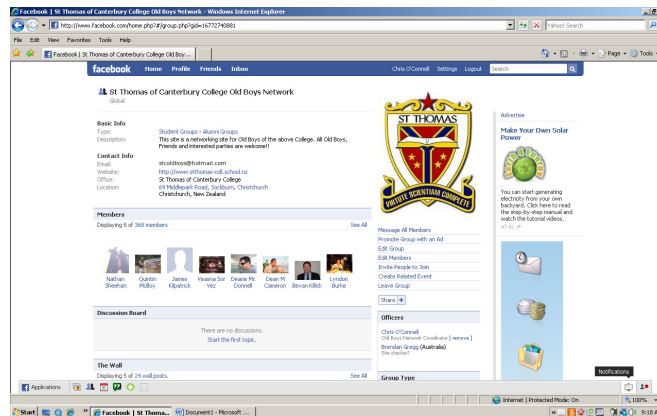 Facebook | St Thomas of Canterbury College Old Boys Network - Windows Internet Explorer
http://www.facebook.com/home.php?#/group.php?gid=16772740881
Yahoo! Search
File Edit View Favorites Tools Help
Facebook | St Thomas of Canterbury College Old Boy...
Page Tools
facebook Home Profile Friends Inbox Chris O'Connell Settings Logout Search
St Thomas of Canterbury College Old Boys Network
Global
Basic Info
Type: Student Groups - Alumni Groups
Description: This site is a networking site for Old Boys of the above College. All Old Boys,
Friends and interested parties are welcome!!
Contact Info
Email: stcoldboys@hotmail.com
Website: http://www.stthomas-coll.school.nz
Office: St Thomas of Canterbury College
Location: 69 Middlepark Road, Sockburn, Christchurch
Christchurch, New Zealand
Members
Displaying 8 of 368 members See All
Nathan Sheehan
Quintin Mulloy
James Kilpatrick
Veasna Sor Vez
Deane Mc Donnell
Dean M Cameron
Bevan Killick
Lyndon Burke
Discussion Board
There are no discussions.
Start the first topic.
The Wall
Displaying 5 of 24 wall posts. See All
ST THOMAS
VIRTUTE SCIENTIAM COMPLETE
Message All Members
Promote Group with an Ad
Edit Group
Edit Members
Invite People to Join
Create Related Event
Leave Group
Share +
Officers
Chris O'Connell
Old Boys Network Coordinator [ remove ]
Brendan Gregg (Australia)
Site checker?
Group Type
Advertise
Make Your Own Solar
Power
You can start generating
electricity from your own
backyard. Click here to read
the step-by-step manual and
watch the tutorial videos.
Notifications
Applications
Internet | Protected Mode: On 100%
Start Facebook | St Thoma... Document1 - Microsoft ...